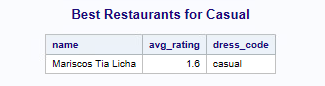 Best Restaurants for Casual
name avg_rating dress_code
Mariscos Tia Licha 1.6 casual